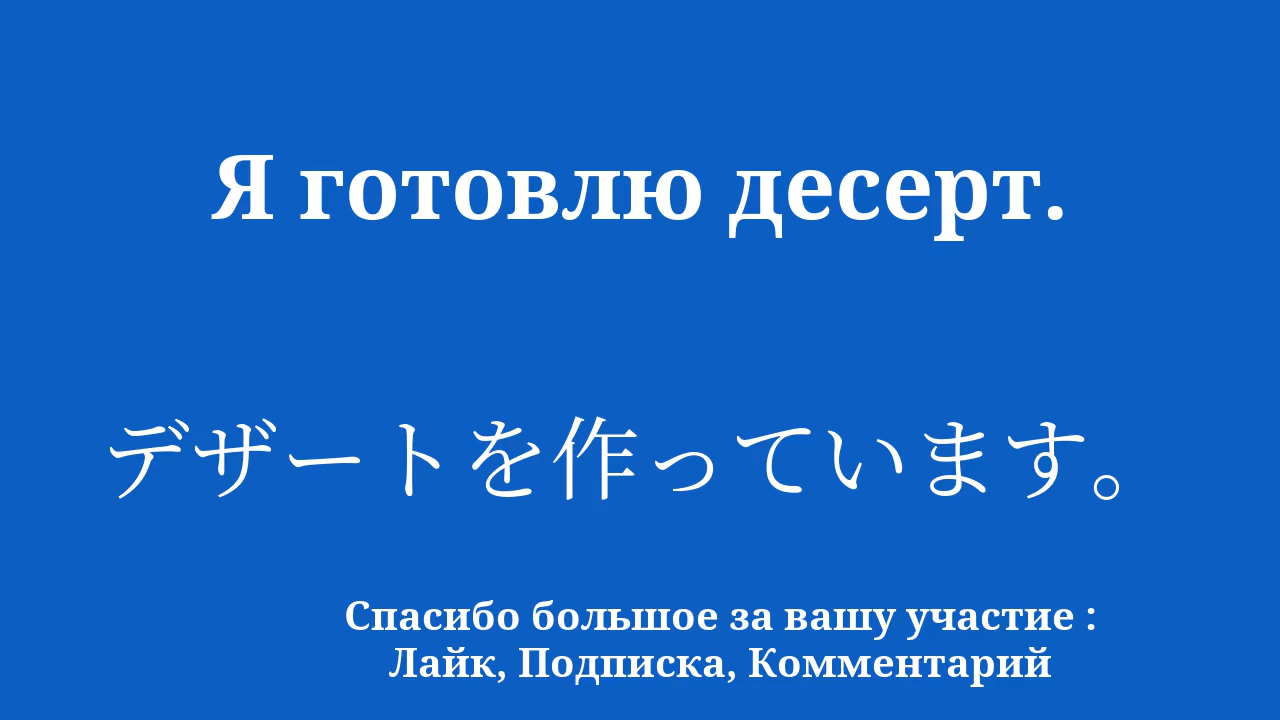 Я готовлю десерт.
デザートを作っています。
Спасибо большое за вашу участие :
Лайк, Подписка, Комментарий